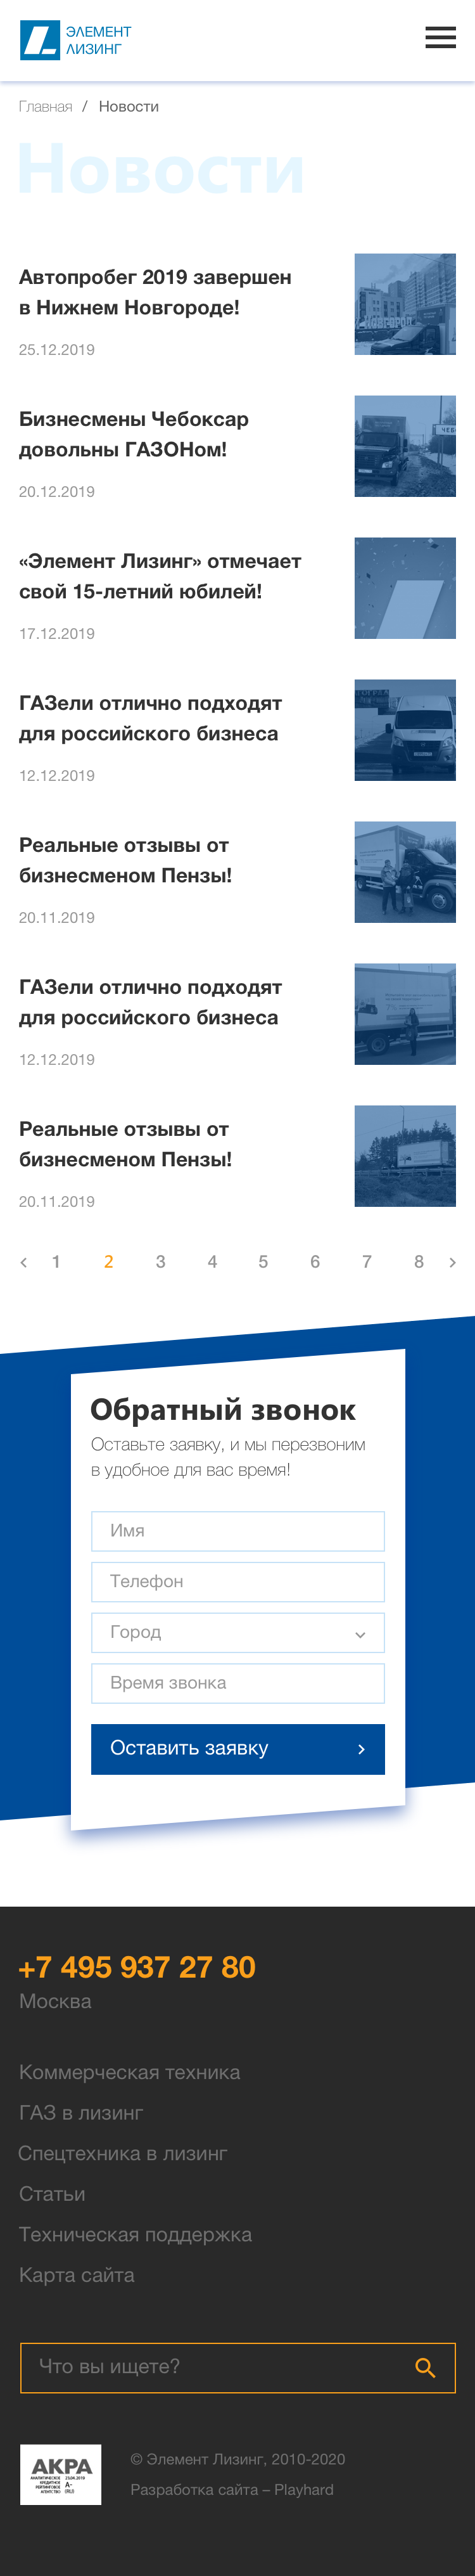 ЭЛЕМЕНТ
ЛИЗИНГ
Главная / Новости
Новости
Автопробег 2019 завершен
в Нижнем Новгороде!
25.12.2019
Бизнесмены Чебоксар
довольны ГАЗОНом!
20.12.2019
«Элемент Лизинг» отмечает
свой 15-летний юбилей!
17.12.2019
ГАЗели отлично подходят
для российского бизнеса
12.12.2019
Реальные отзывы от
бизнесменом Пензы!
20.11.2019
ГАЗели отлично подходят
для российского бизнеса
12.12.2019
Реальные отзывы от
бизнесменом Пензы!
20.11.2019
1 2 3 4 5 6 7 8
Обратный звонок
Оставьте заявку, и мы перезвоним
в удобное для вас время!
Имя
Телефон
Город
Время звонка
Оставить заявку
+7 495 937 27 80
Москва
Коммерческая техника
ГАЗ в лизинг
Спецтехника в лизинг
Статьи
Техническая поддержка
Карта сайта
Что вы ищете?
АКРА
© Элемент Лизинг, 2010-2020
Разработка сайта – Playhard